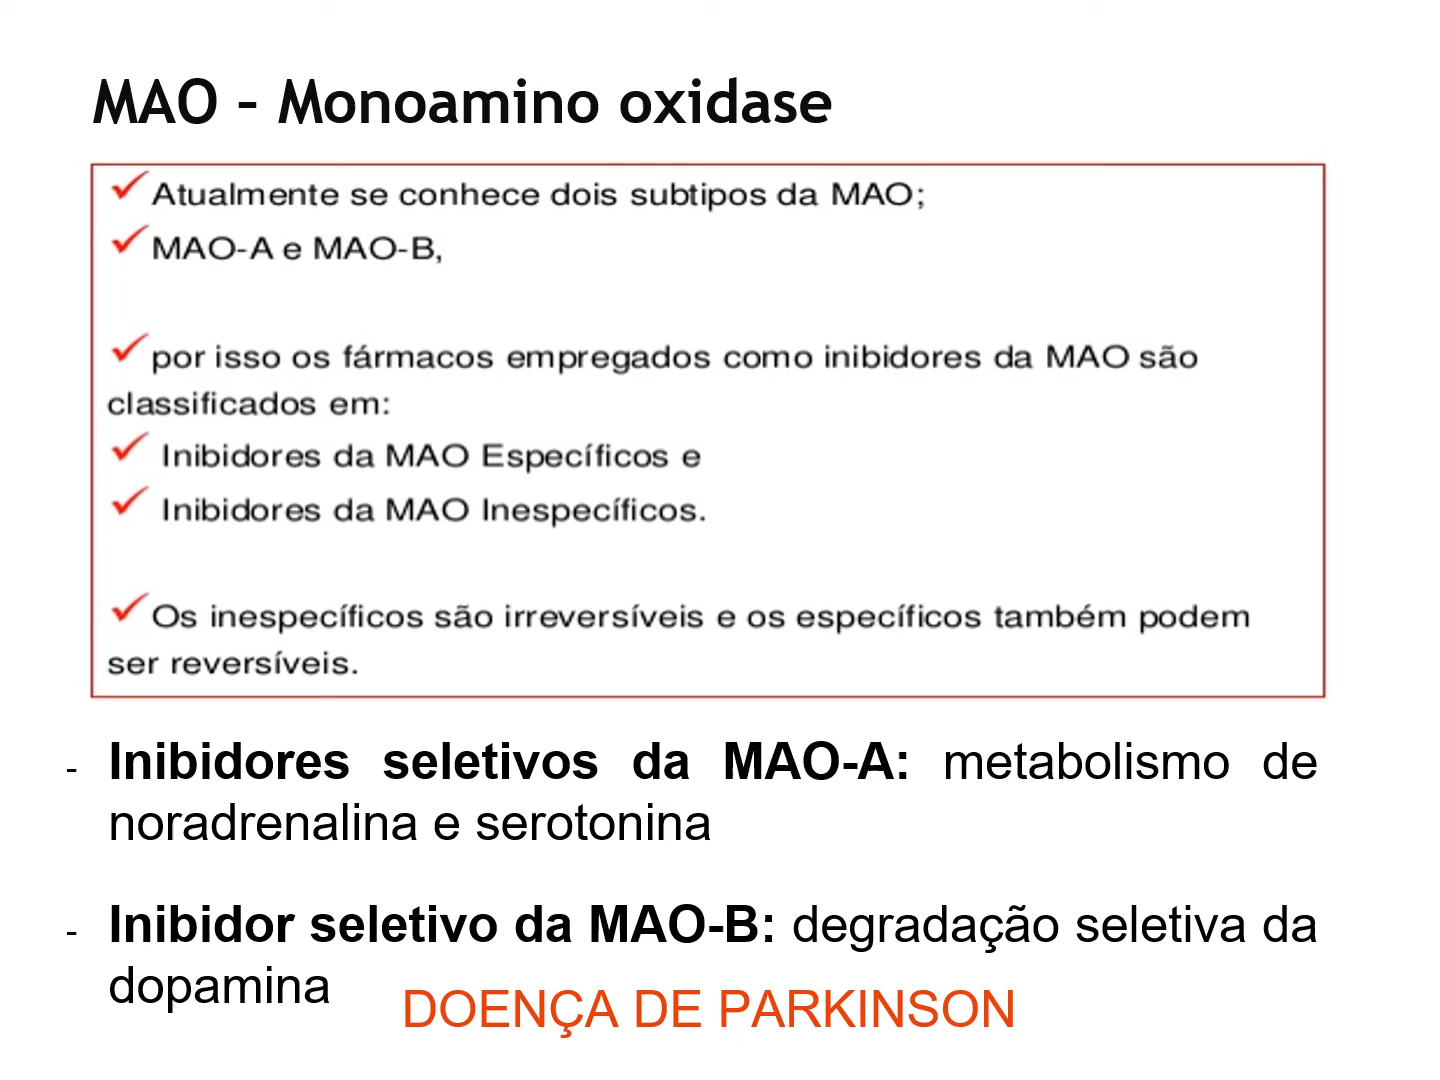 MAO – Monoamino oxidase
✓Atualmente se conhece dois subtipos da MAO;
✓MAO-A e MAO-B,
✓por isso os fármacos empregados como inibidores da MAO são
classificados em:
✓ Inibidores da MAO Específicos e
✓ Inibidores da MAO Inespecíficos.
✓Os inespecíficos são irreversíveis e os específicos também podem
ser reversíveis.
- Inibidores seletivos da MAO-A: metabolismo de
noradrenalina e serotonina
- Inibidor seletivo da MAO-B: degradação seletiva da
dopamina
DOENÇA DE PARKINSON